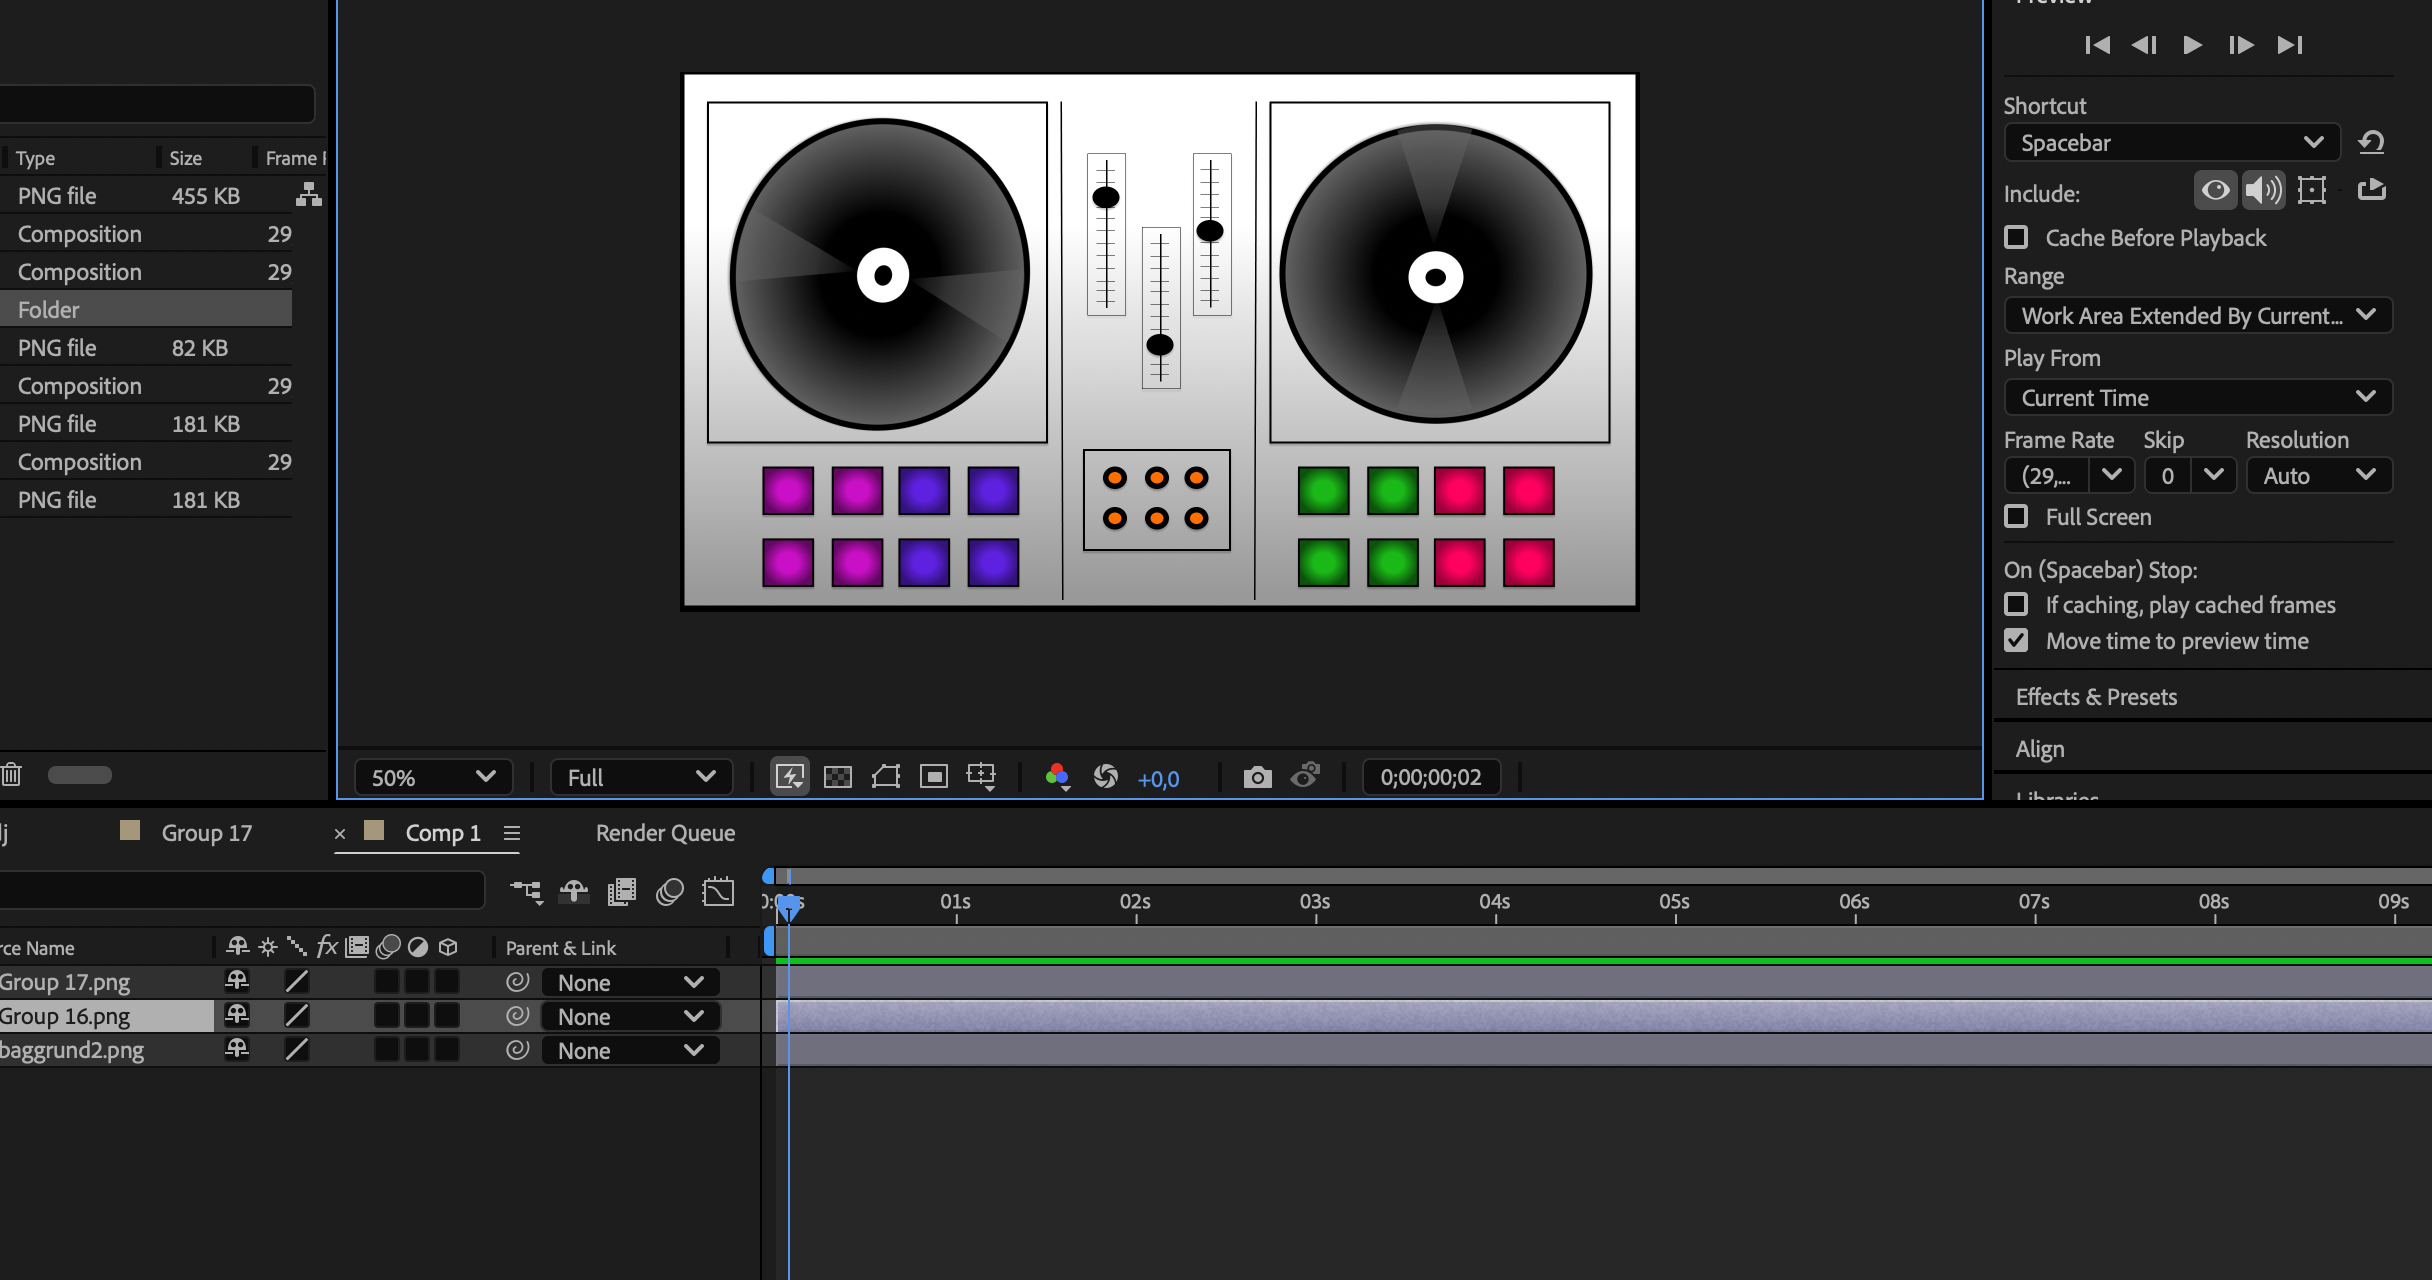 Preview
Shortcut
Spacebar
Include:
Cache Before Playback
Range
Work Area Extended By Current...
Play From
Current Time
Frame Rate Skip Resolution
(29,... 0 Auto
Full Screen
On (Spacebar) Stop:
If caching, play cached frames
Move time to preview time
Effects & Presets
Align
Libraries
Type Size Frame
PNG file 455 KB
Composition 29
Composition 29
Folder
PNG file 82 KB
Composition 29
PNG file 181 KB
Composition 29
PNG file 181 KB
50% Full +0,0 0;00;00;02
j Group 17 × Comp 1 Render Queue
01s 02s 03s 04s 05s 06s 07s 08s 09s
rce Name fx Parent & Link
Group 17.png None
Group 16.png None
baggrund2.png None